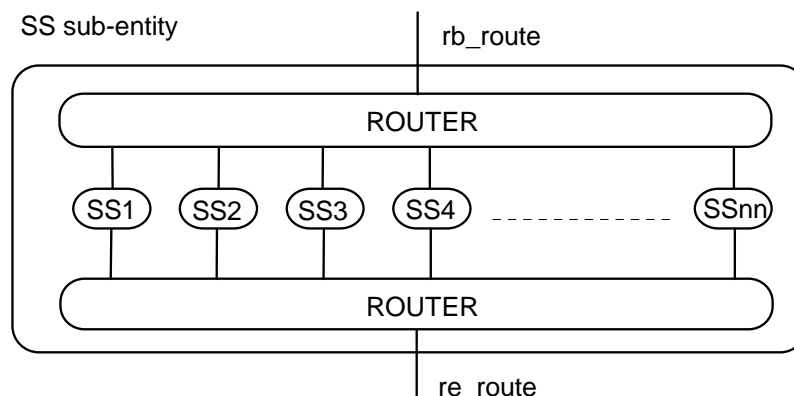 SS sub-entity
rb_route
ROUTER
SS1 SS2 SS3 SS4 SSnn
ROUTER
re_route